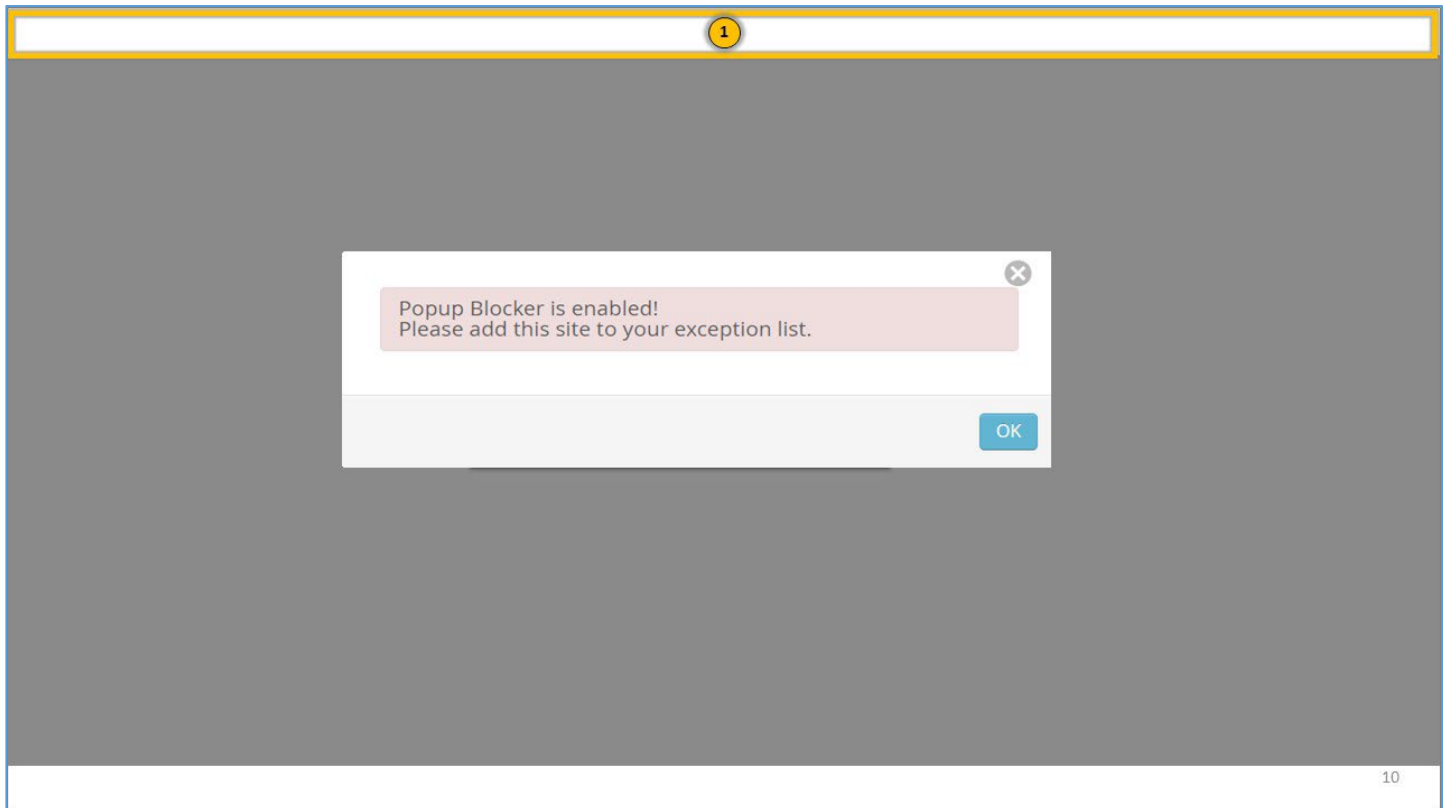 1
Popup Blocker is enabled!
Please add this site to your exception list.
OK
10